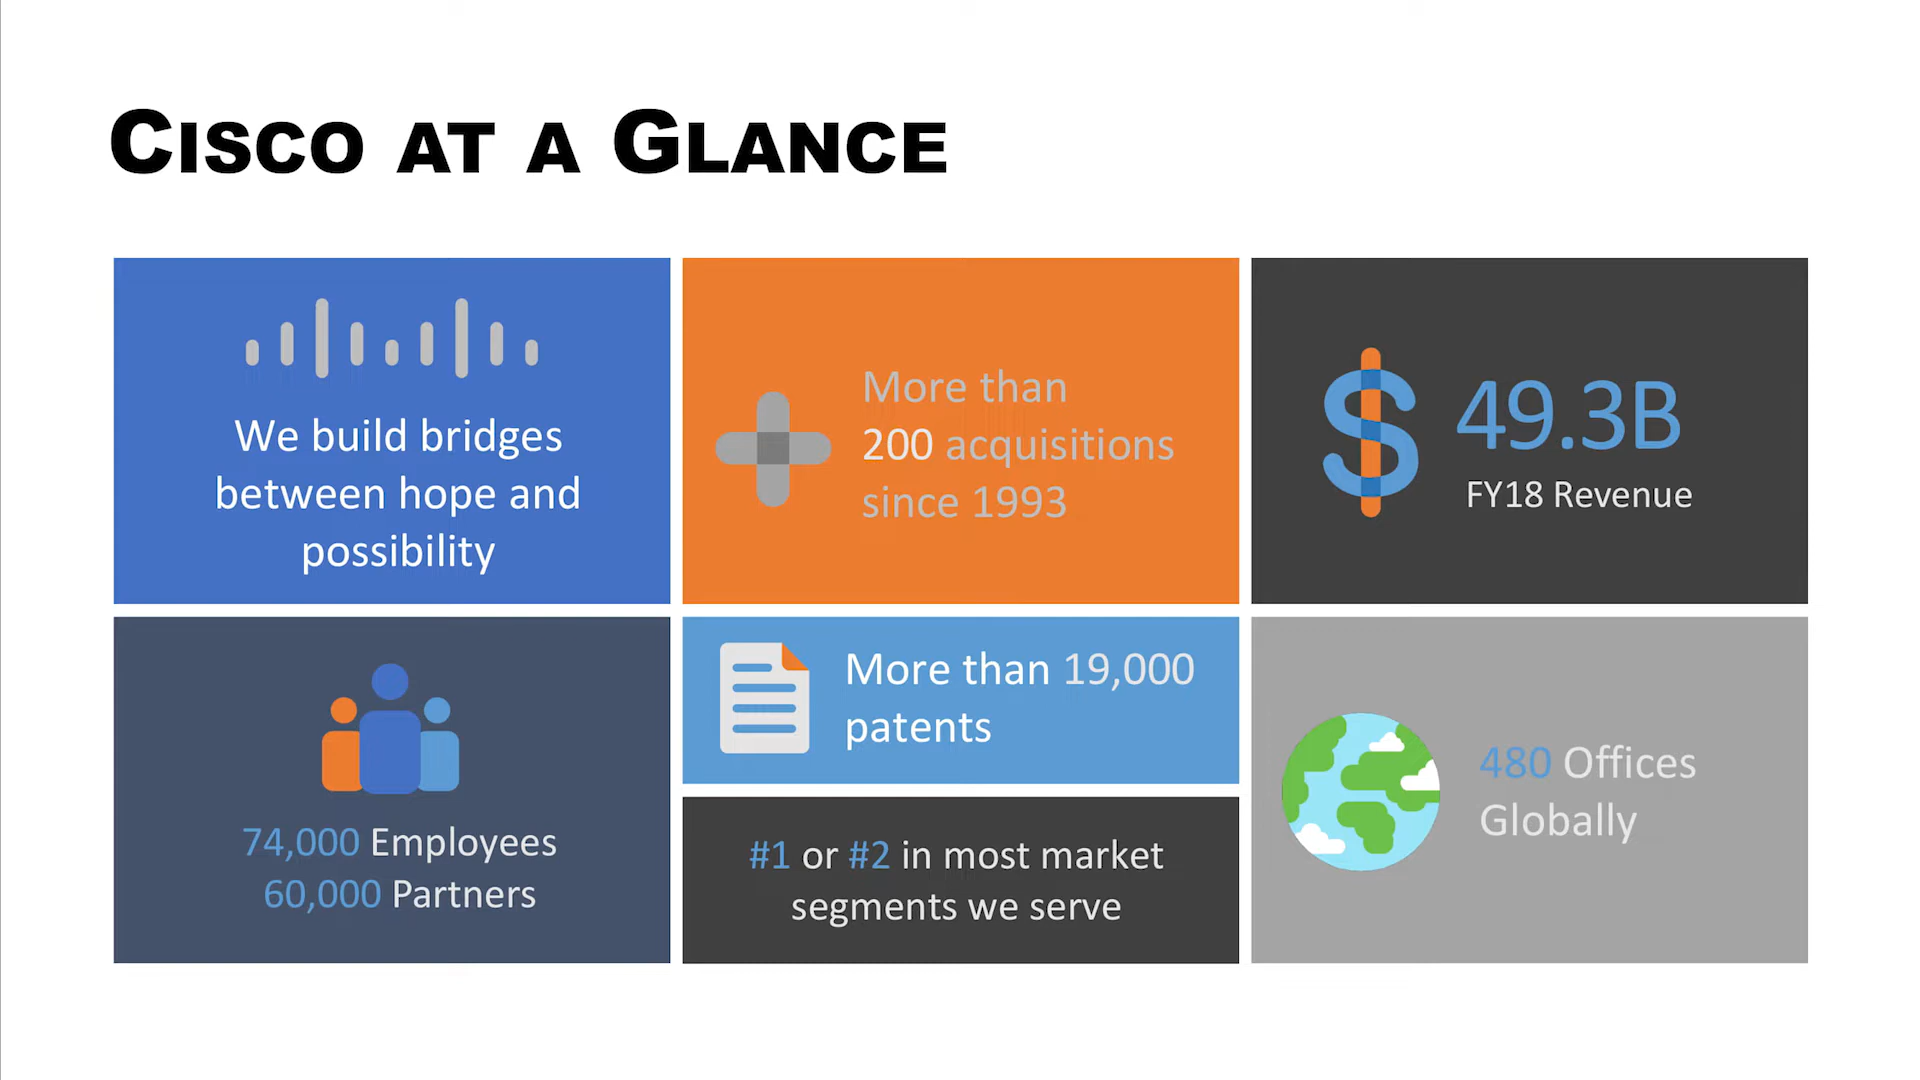 CISCO AT A GLANCE
We build bridges
between hope and
possibility
More than
200 acquisitions
since 1993
$ 49.3B
FY18 Revenue
74,000 Employees
60,000 Partners
More than 19,000
patents
#1 or #2 in most market
segments we serve
480 Offices
Globally